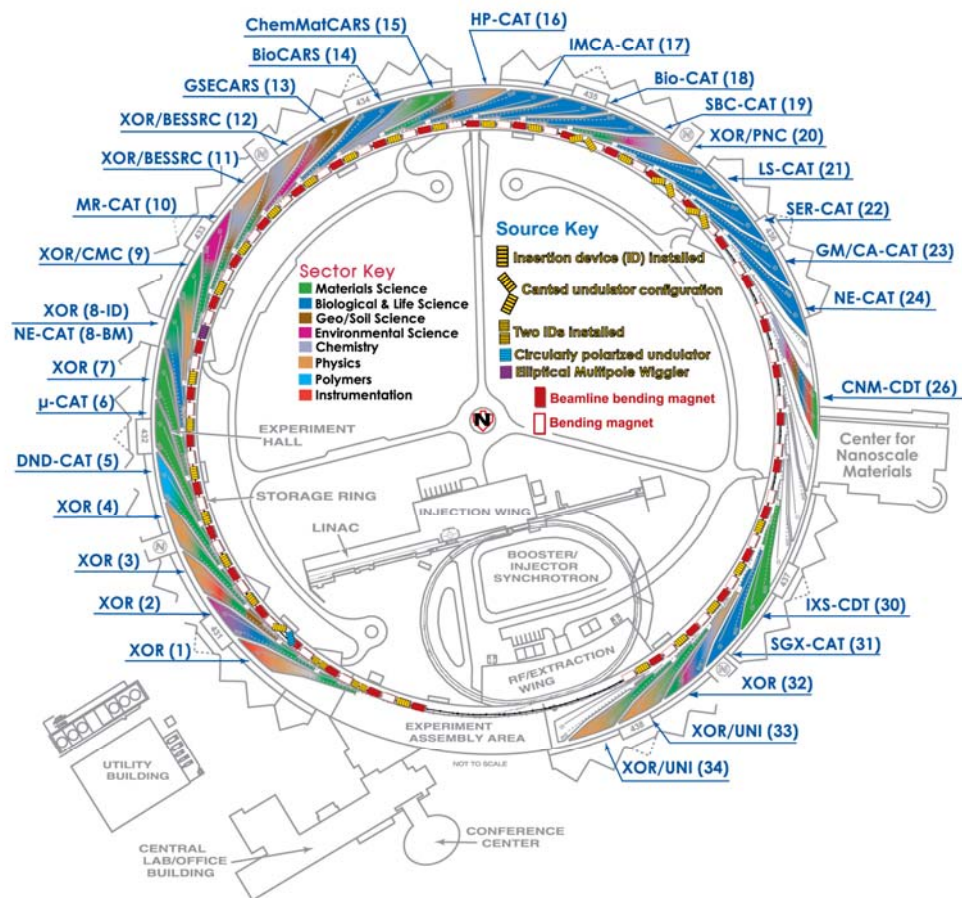 ChemMatCARS (15)
HP-CAT (16)
BioCARS (14)
IMCA-CAT (17)
GSECARS (13)
Bio-CAT (18)
XOR/BESSRC (12)
SBC-CAT (19)
XOR/BESSRC (11)
XOR/PNC (20)
MR-CAT (10)
LS-CAT (21)
XOR/CMC (9)
SER-CAT (22)
XOR (8-ID)
GM/CA-CAT (23)
NE-CAT (8-BM)
NE-CAT (24)
XOR (7)
CNM-CDT (26)
µ-CAT (6)
DND-CAT (5)
XOR (4)
XOR (3)
XOR (2)
XOR (1)
IXS-CDT (30)
SGX-CAT (31)
XOR (32)
XOR/UNI (33)
XOR/UNI (34)
434
435
433
436
432
431
437
438
N
N
N
N
N
Sector Key
Materials Science
Biological & Life Science
Geo/Soil Science
Environmental Science
Chemistry
Physics
Polymers
Instrumentation
Source Key
Insertion device (ID) installed
Canted undulator configuration
Two IDs installed
Circularly polarized undulator
Elliptical Multipole Wiggler
Beamline bending magnet
Bending magnet
EXPERIMENT
HALL
STORAGE RING
LINAC
INJECTION WING
BOOSTER/
INJECTOR
SYNCHROTRON
RF/EXTRACTION
WING
Center for
Nanoscale
Materials
EXPERIMENT
ASSEMBLY AREA
NOT TO SCALE
UTILITY
BUILDING
CENTRAL
LAB/OFFICE
BUILDING
CONFERENCE
CENTER